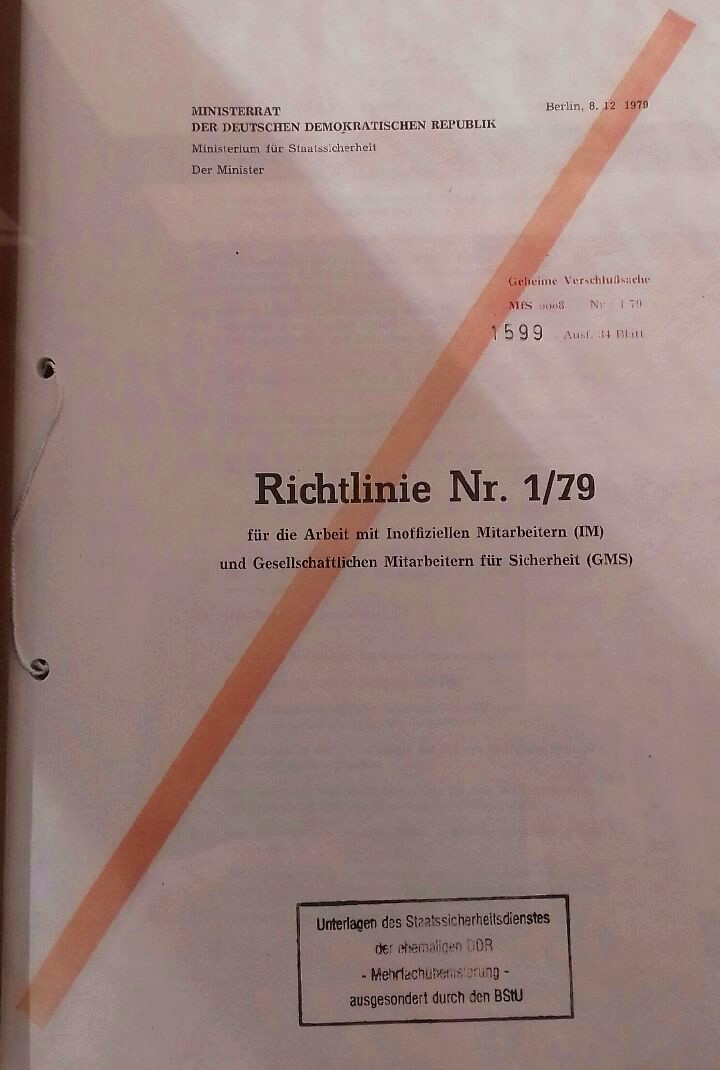 MINISTERRAT
DER DEUTSCHEN DEMOKRATISCHEN REPUBLIK
Ministerium für Staatssicherheit
Der Minister
Berlin, 8. 12 1979
Geheime Verschlußsache
MfS 0008 Nr. 1 79
1599 . Ausf. 34 Blatt
Richtlinie Nr. 1/79
für die Arbeit mit Inoffiziellen Mitarbeitern (IM)
und Gesellschaftlichen Mitarbeitern für Sicherheit (GMS)
Unterlagen des Staatssicherheitsdienstes
der ehemaligen DDR
-
-
ausgesondert durch den BStU